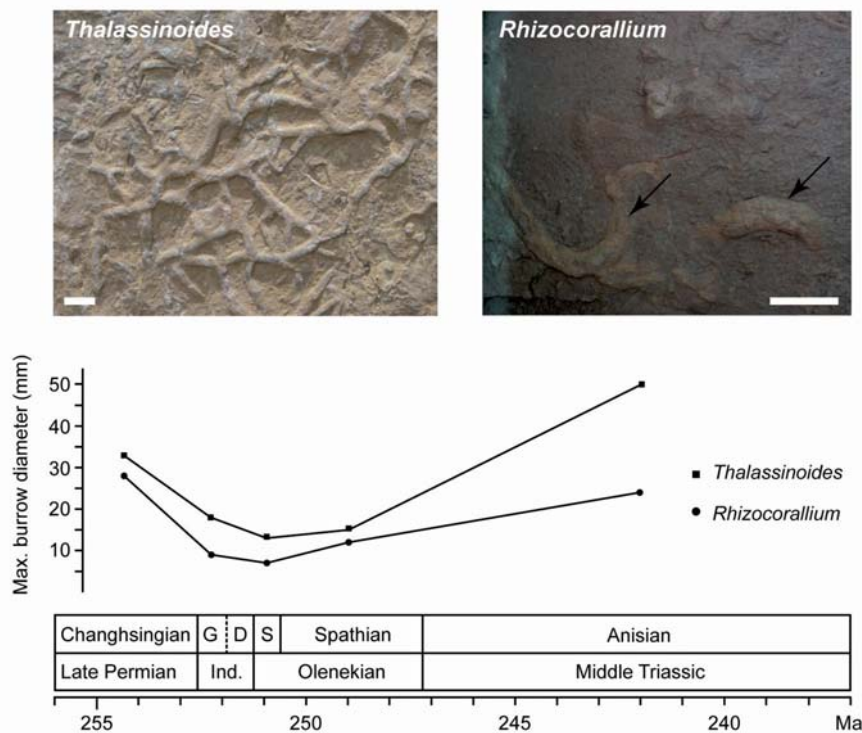 Thalassinoides
Rhizocorallium
Max. burrow diameter (mm)
50
40
30
20
10
Thalassinoides
Rhizocorallium
Changhsingian G D S Spathian Anisian
Late Permian Ind. Olenekian Middle Triassic
255 250 245 240 Ma